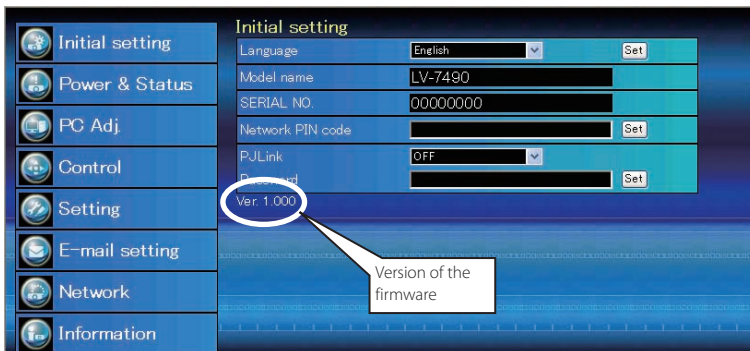 Initial setting
Power & Status
PC Adj.
Control
Setting
E-mail setting
Network
Information
Initial setting
Language English Set
Model name LV-7490
SERIAL NO. 00000000
Network PIN code Set
PJLink OFF
Password Set
Ver. 1.000
Version of the
firmware